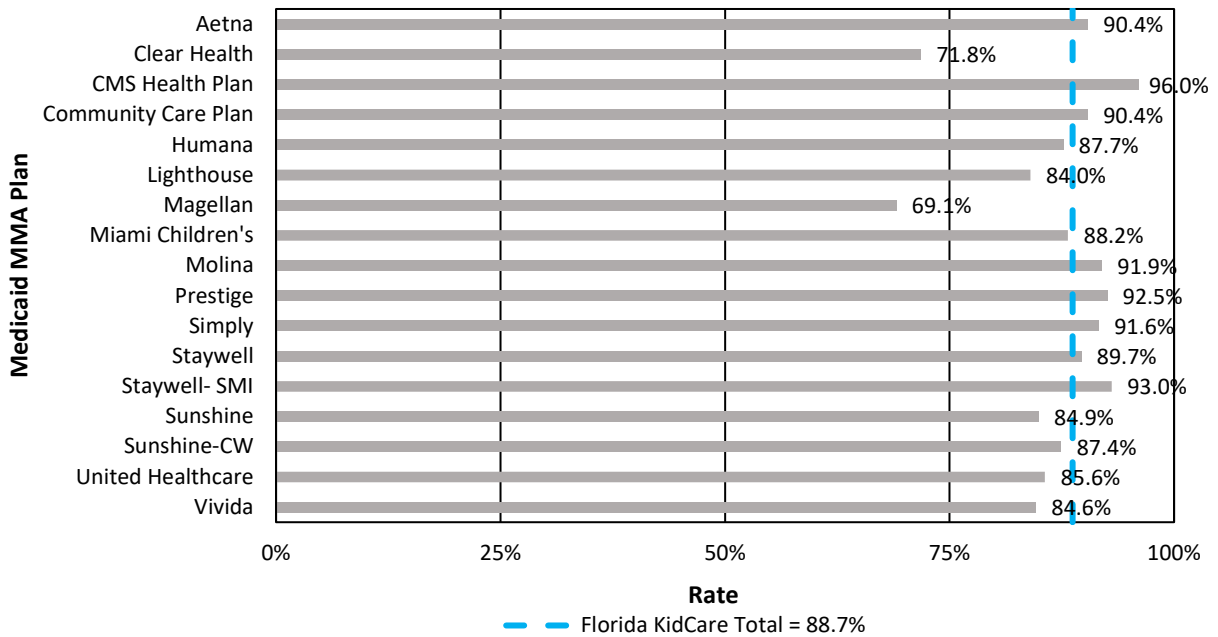 Medicaid MMA Plan
Aetna 90.4%
Clear Health 71.8%
CMS Health Plan 96.0%
Community Care Plan 90.4%
Humana 87.7%
Lighthouse 84.0%
Magellan 69.1%
Miami Children's 88.2%
Molina 91.9%
Prestige 92.5%
Simply 91.6%
Staywell 89.7%
Staywell- SMI 93.0%
Sunshine 84.9%
Sunshine-CW 87.4%
United Healthcare 85.6%
Vivida 84.6%
0% 25% 50% 75% 100%
Rate
Florida KidCare Total = 88.7%